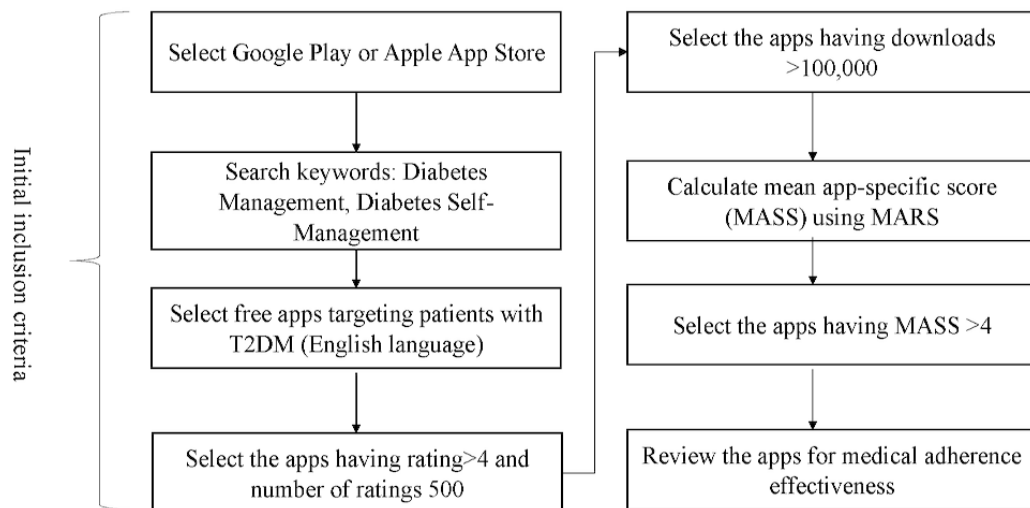 Initial inclusion criteria
Select Google Play or Apple App Store
Search keywords: Diabetes
Management, Diabetes Self-
Management
Select free apps targeting patients with
T2DM (English language)
Select the apps having rating>4 and
number of ratings 500
Select the apps having downloads
>100,000
Calculate mean app-specific score
(MASS) using MARS
Select the apps having MASS >4
Review the apps for medical adherence
effectiveness